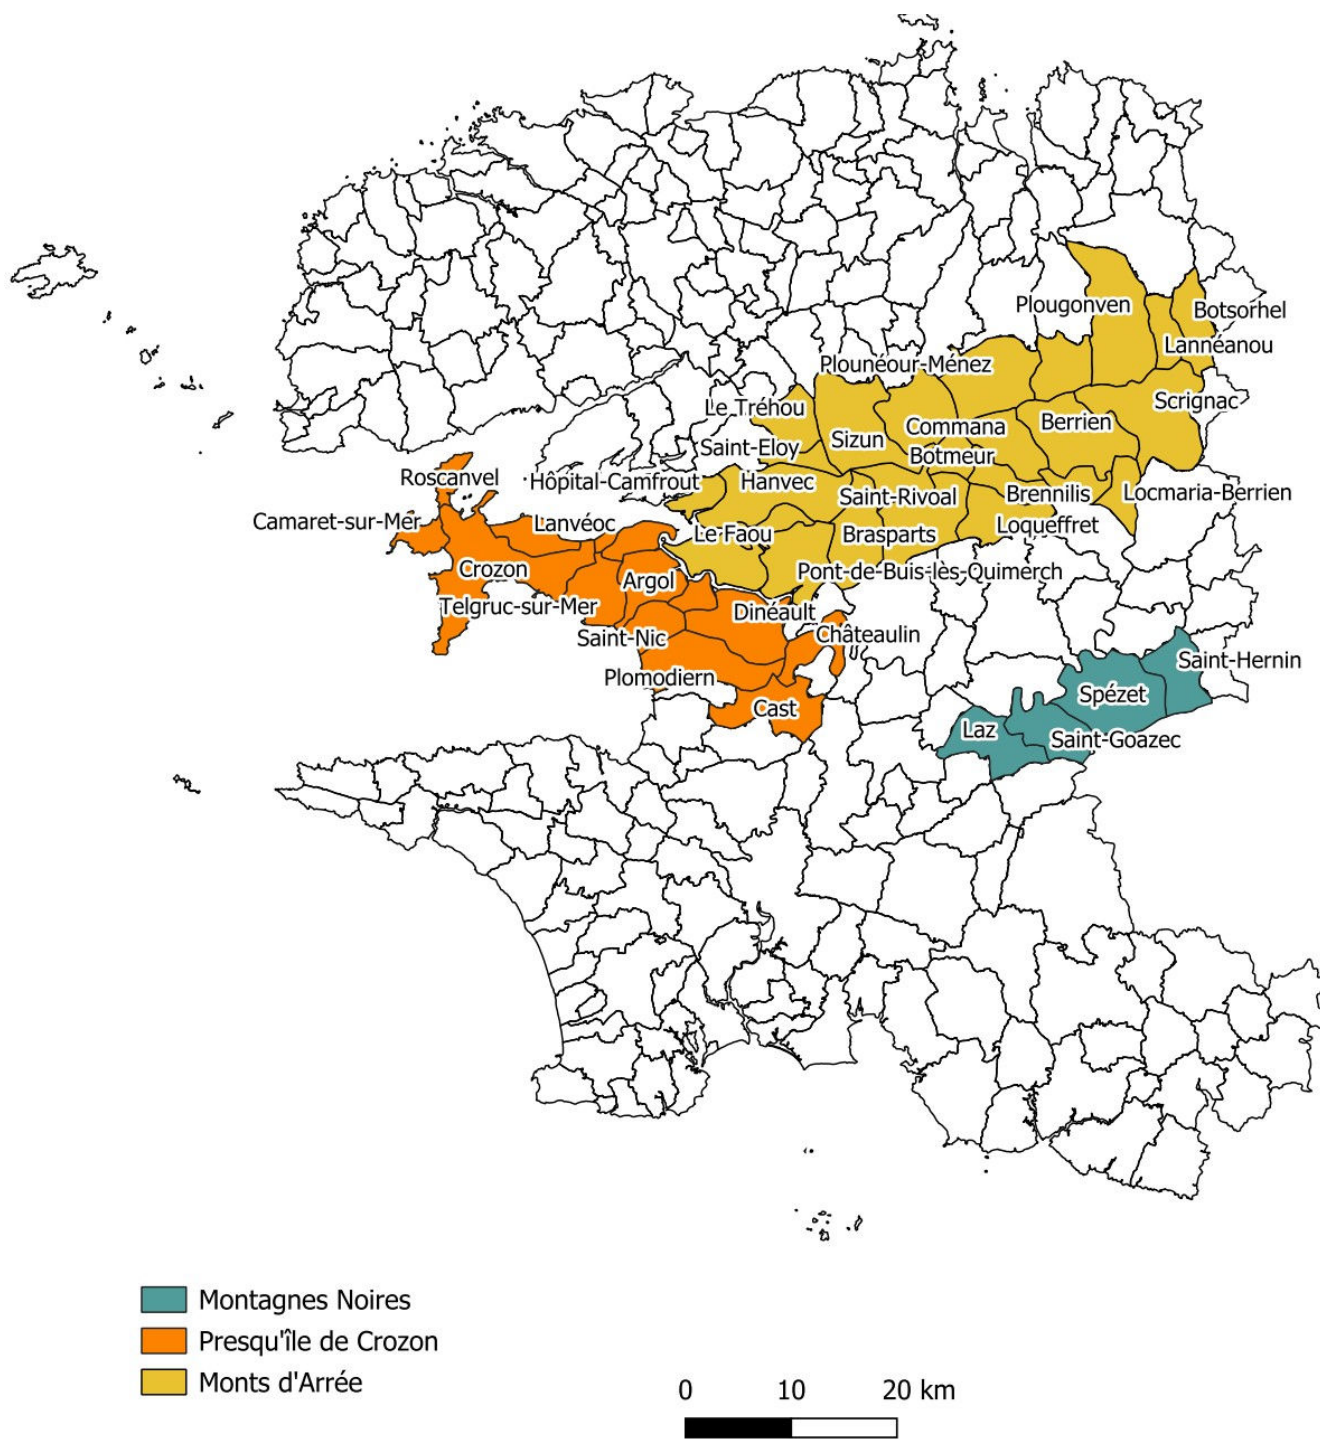 Plougonven
Botsorhel
Lannéanou
Plounéour-Ménez
Scrignac
Le Tréhou
Commana
Berrien
Sizun
Saint-Eloy
Botmeur
Roscanvel
Hôpital-Camfrout
Hanvec
Saint-Rivoal
Brennilis
Locmaria-Berrien
Camaret-sur-Mer
Lanvéoc
Le Faou
Brasparts
Loqueffret
Crozon
Argol
Pont-de-Buis-lès-Quimerch
Telgruc-sur-Mer
Dinéault
Saint-Nic
Châteaulin
Saint-Hernin
Plomodiern
Spézet
Cast
Laz
Saint-Goazec
Montagnes Noires
Presqu'île de Crozon
Monts d'Arrée
0 10 20 km